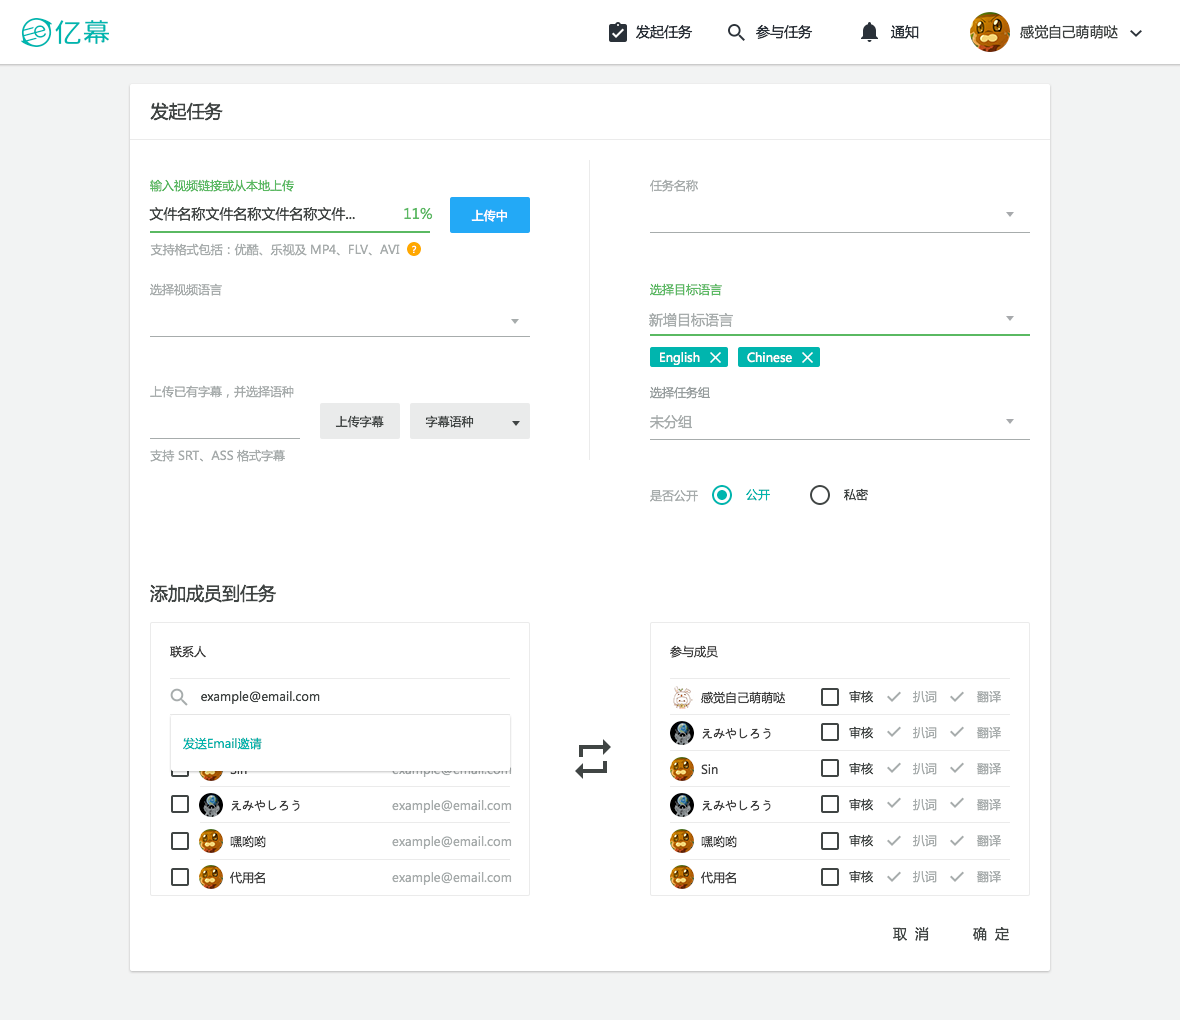 亿幕
发起任务
参与任务
通知
感觉自己萌萌哒
发起任务
输入视频链接或从本地上传
文件名称文件名称文件名称文件...
11%
上传中
支持格式包括：优酷、乐视及 MP4、FLV、AVI
?
选择视频语言
上传已有字幕，并选择语种
上传字幕
字幕语种
支持 SRT、ASS 格式字幕
任务名称
选择目标语言
新增目标语言
English
Chinese
选择任务组
未分组
是否公开
公开
私密
添加成员到任务
联系人
example@email.com
发送Email邀请
Sin example@email.com
えみやしろう example@email.com
嘿哟哟 example@email.com
代用名 example@email.com
参与成员
感觉自己萌萌哒 审核 扒词 翻译
えみやしろう 审核 扒词 翻译
Sin 审核 扒词 翻译
えみやしろう 审核 扒词 翻译
嘿哟哟 审核 扒词 翻译
代用名 审核 扒词 翻译
取 消
确 定